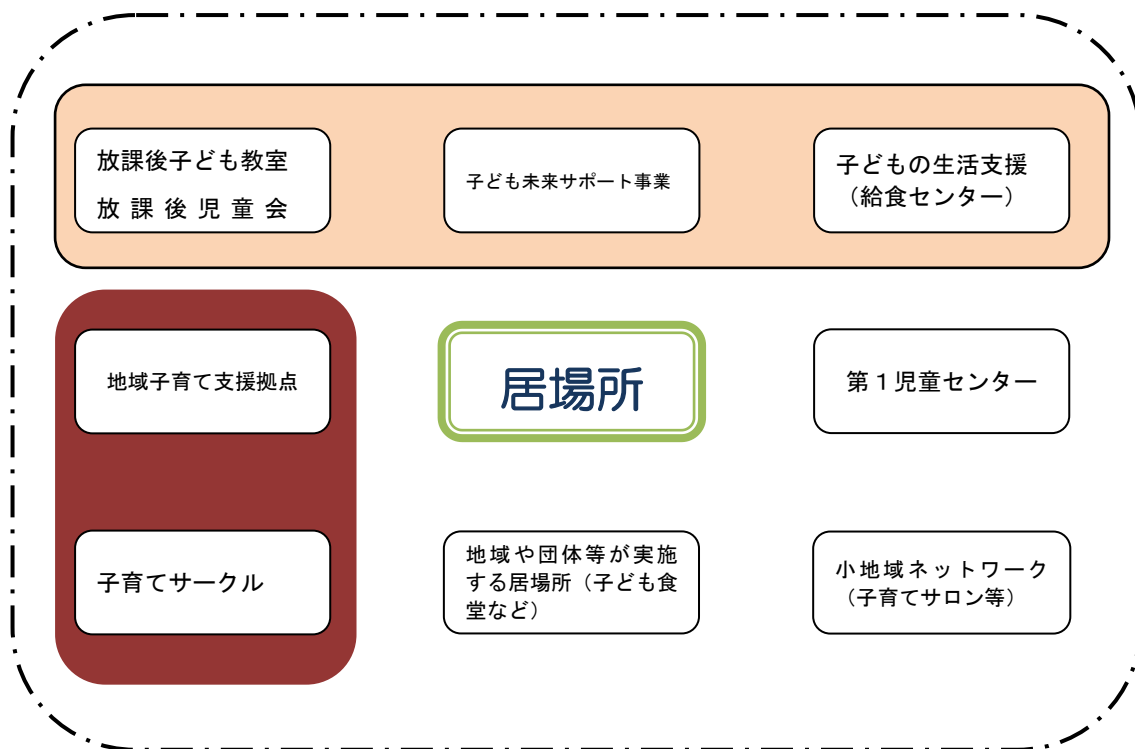 放課後子ども教室
放課後児童会
子ども未来サポート事業
子どもの生活支援
（給食センター）
地域子育て支援拠点
居場所
第１児童センター
子育てサークル
地域や団体等が実施
する居場所（子ども食
堂など）
小地域ネットワーク
（子育てサロン等）